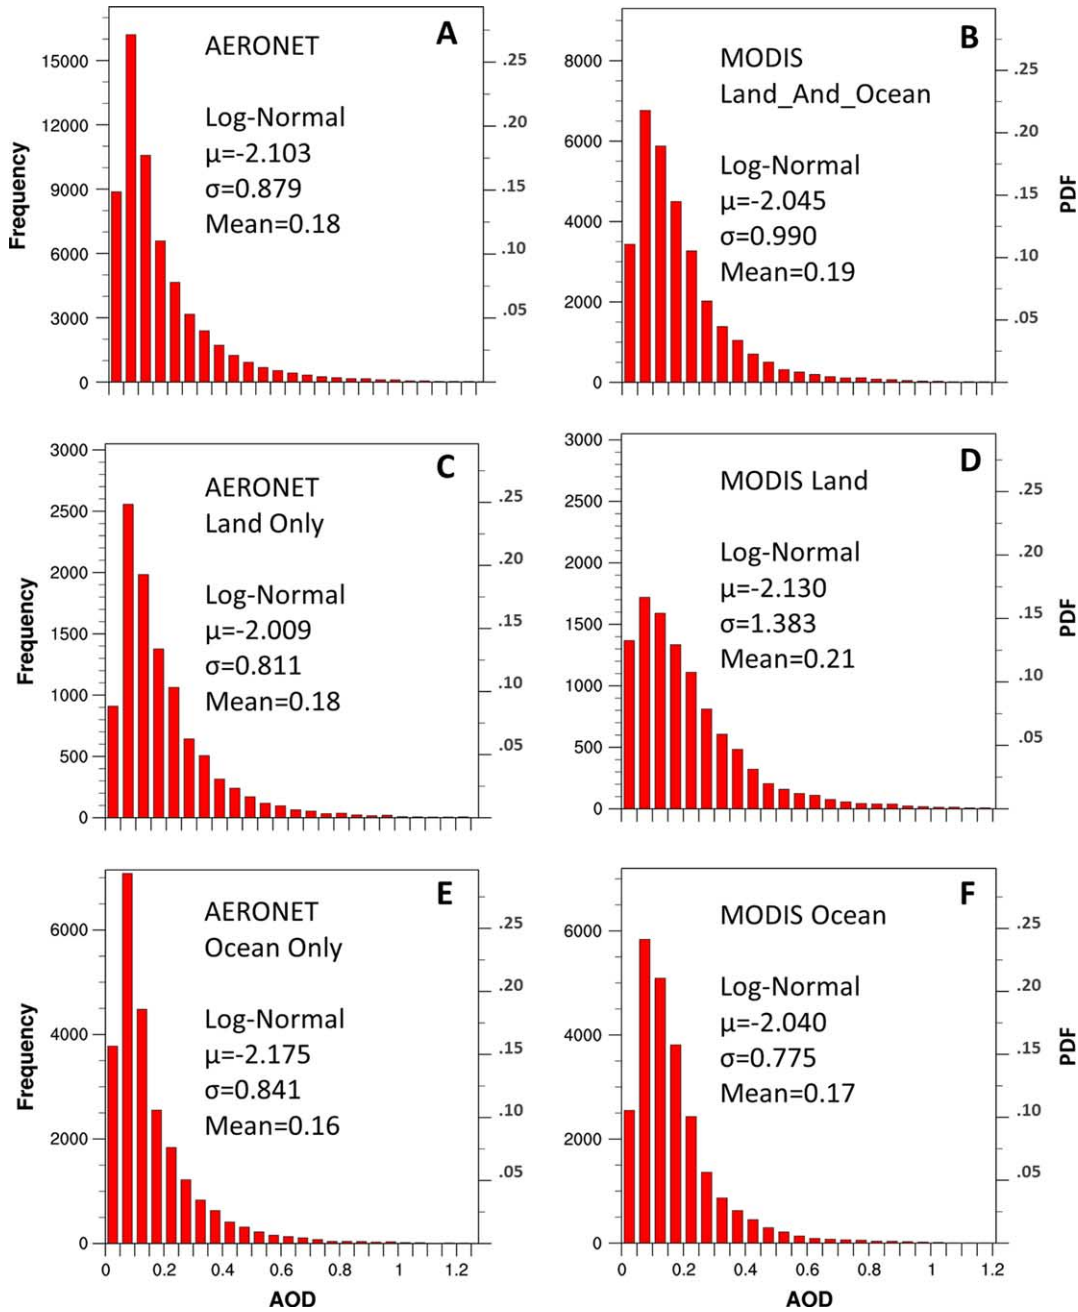 A
AERONET
Log-Normal
μ=-2.103
σ=0.879
Mean=0.18
Frequency
15000
12000
9000
6000
3000
0
.25
.20
.15
.10
.05
B
MODIS
Land_And_Ocean
Log-Normal
μ=-2.045
σ=0.990
Mean=0.19
8000
6000
4000
2000
0
.25
.20
.15
.10
.05
PDF
C
AERONET
Land Only
Log-Normal
μ=-2.009
σ=0.811
Mean=0.18
Frequency
3000
2500
2000
1500
1000
500
0
.25
.20
.15
.10
.05
D
MODIS Land
Log-Normal
μ=-2.130
σ=1.383
Mean=0.21
3000
2500
2000
1500
1000
500
0
.25
.20
.15
.10
.05
PDF
E
AERONET
Ocean Only
Log-Normal
μ=-2.175
σ=0.841
Mean=0.16
Frequency
6000
4000
2000
0
.25
.20
.15
.10
.05
0 0.2 0.4 0.6 0.8 1 1.2
AOD
F
MODIS Ocean
Log-Normal
μ=-2.040
σ=0.775
Mean=0.17
6000
4000
2000
0
.25
.20
.15
.10
.05
PDF
0 0.2 0.4 0.6 0.8 1 1.2
AOD